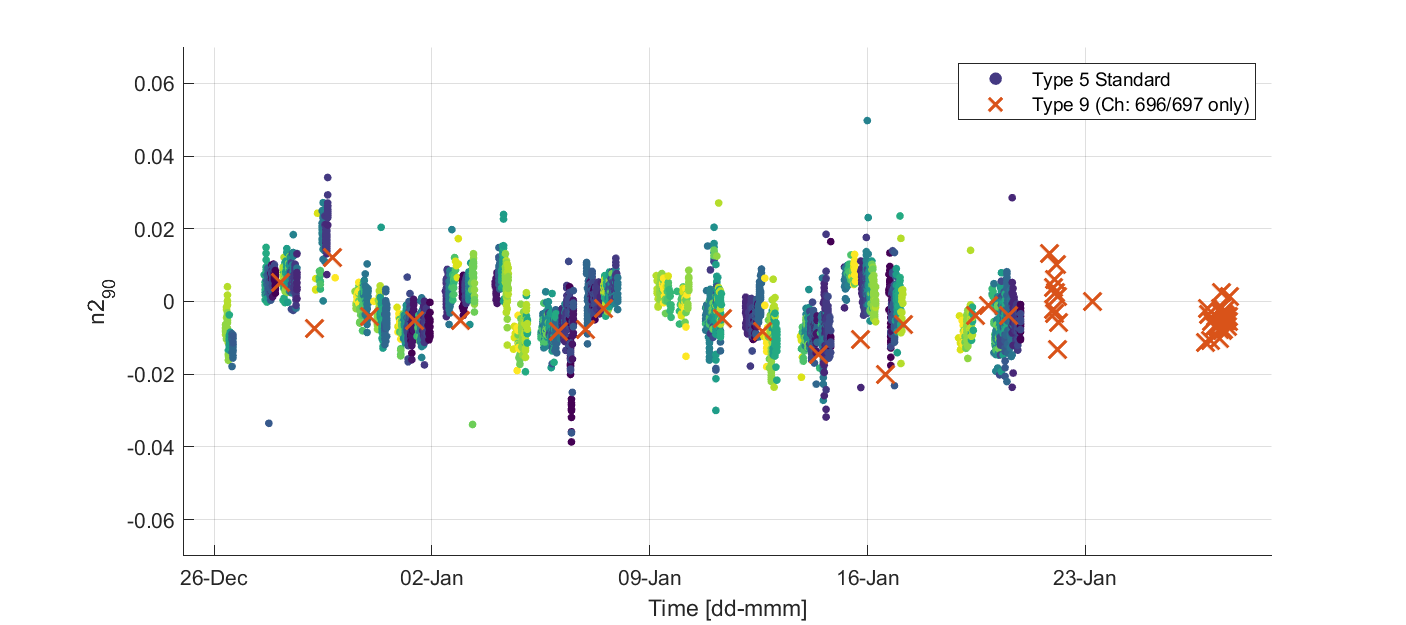 Type 5 Standard
Type 9 (Ch: 696/697 only)
0.06
0.04
0.02
0
-0.02
-0.04
-0.06
n2_90
26-Dec 02-Jan 09-Jan 16-Jan 23-Jan
Time [dd-mmm]